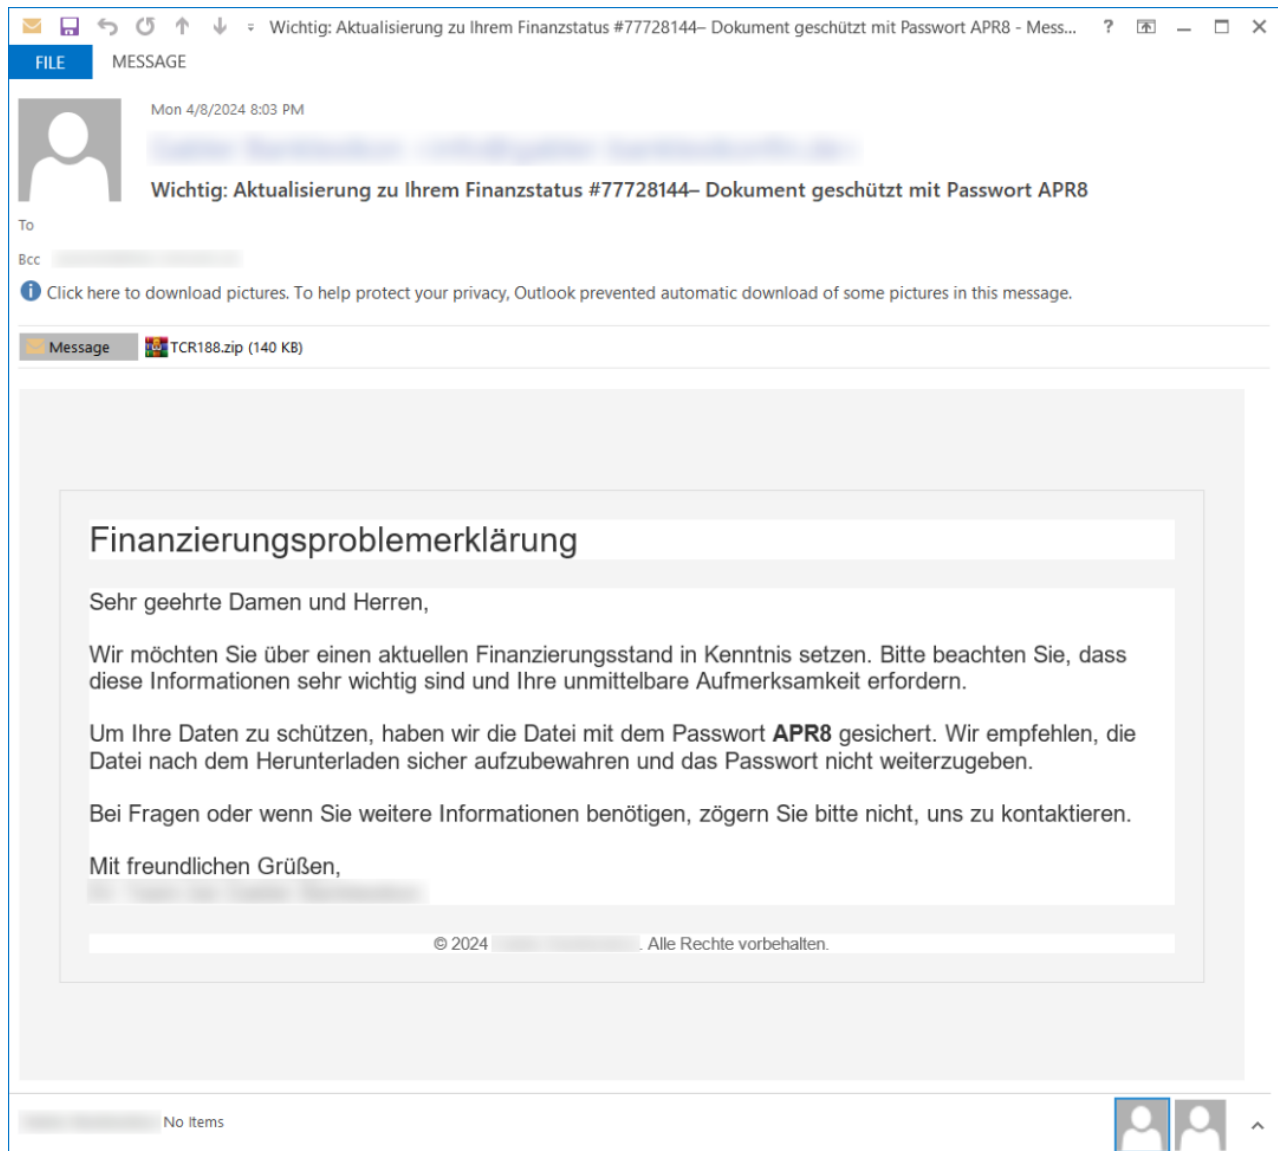 Wichtig: Aktualisierung zu Ihrem Finanzstatus #77728144– Dokument geschützt mit Passwort APR8 - Mess... ?
FILE MESSAGE
Mon 4/8/2024 8:03 PM
Wichtig: Aktualisierung zu Ihrem Finanzstatus #77728144– Dokument geschützt mit Passwort APR8
To
Bcc
Click here to download pictures. To help protect your privacy, Outlook prevented automatic download of some pictures in this message.
Message TCR188.zip (140 KB)
Finanzierungsproblemerklärung
Sehr geehrte Damen und Herren,
Wir möchten Sie über einen aktuellen Finanzierungsstand in Kenntnis setzen. Bitte beachten Sie, dass
diese Informationen sehr wichtig sind und Ihre unmittelbare Aufmerksamkeit erfordern.
Um Ihre Daten zu schützen, haben wir die Datei mit dem Passwort APR8 gesichert. Wir empfehlen, die
Datei nach dem Herunterladen sicher aufzubewahren und das Passwort nicht weiterzugeben.
Bei Fragen oder wenn Sie weitere Informationen benötigen, zögern Sie bitte nicht, uns zu kontaktieren.
Mit freundlichen Grüßen,
© 2024 . Alle Rechte vorbehalten.
No Items